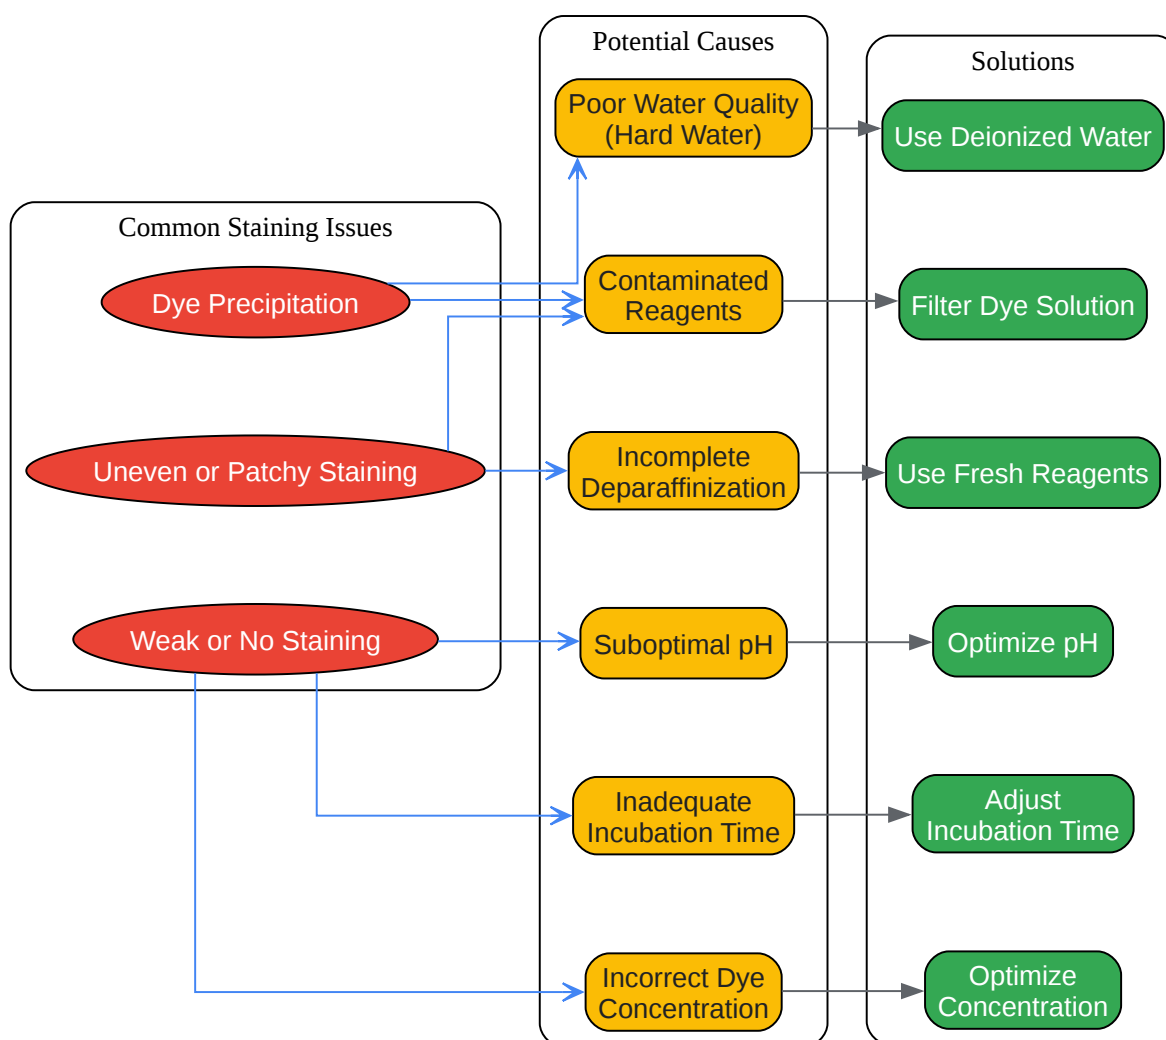 Common Staining Issues
Dye Precipitation
Uneven or Patchy Staining
Weak or No Staining
Potential Causes
Poor Water Quality
(Hard Water)
Contaminated
Reagents
Incomplete
Deparaffinization
Suboptimal pH
Inadequate
Incubation Time
Incorrect Dye
Concentration
Solutions
Use Deionized Water
Filter Dye Solution
Use Fresh Reagents
Optimize pH
Adjust
Incubation Time
Optimize
Concentration